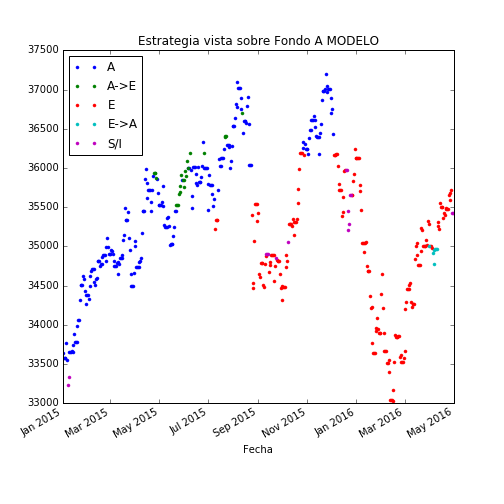 Estrategia vista sobre Fondo A MODELO
37500
37000
36500
36000
35500
35000
34500
34000
33500
33000
A
A->E
E
E->A
S/I
Jan 2015
Mar 2015
May 2015
Jul 2015
Sep 2015
Nov 2015
Jan 2016
Mar 2016
May 2016
Fecha